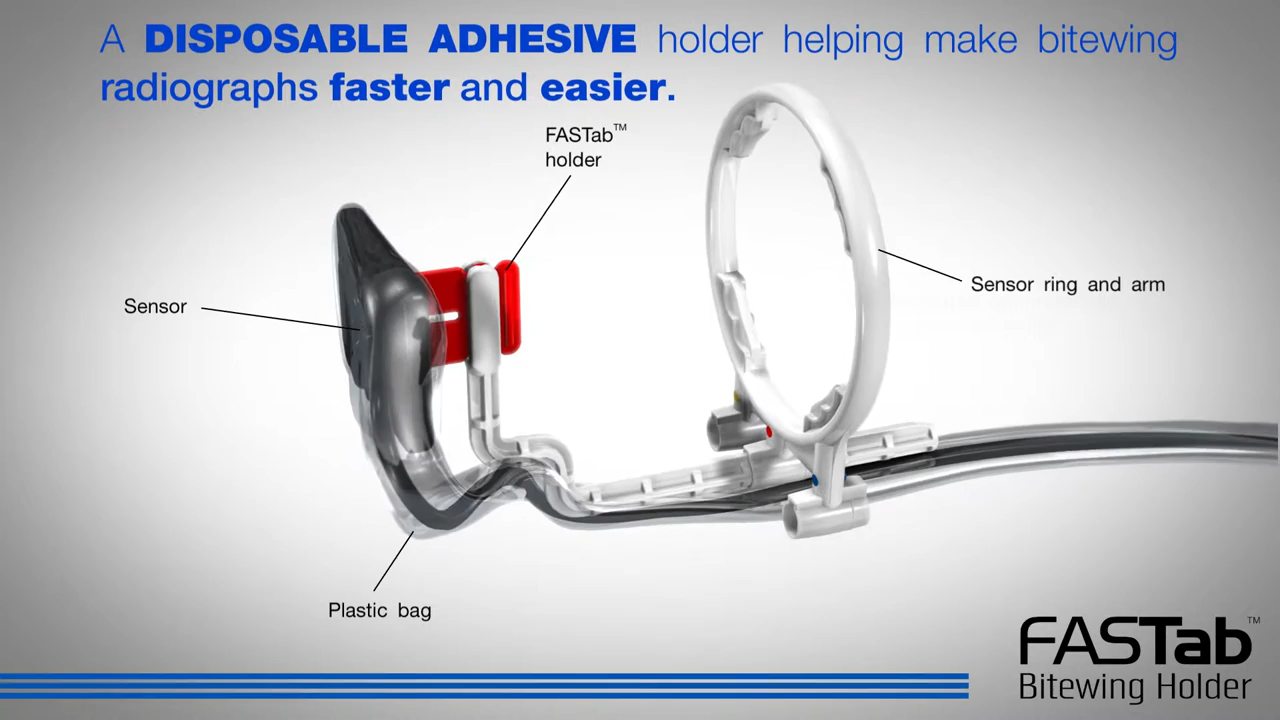 A DISPOSABLE ADHESIVE holder helping make bitewing
radiographs faster and easier.
FASTab™
holder
Sensor
Sensor ring and arm
Plastic bag
FASTab™
Bitewing Holder